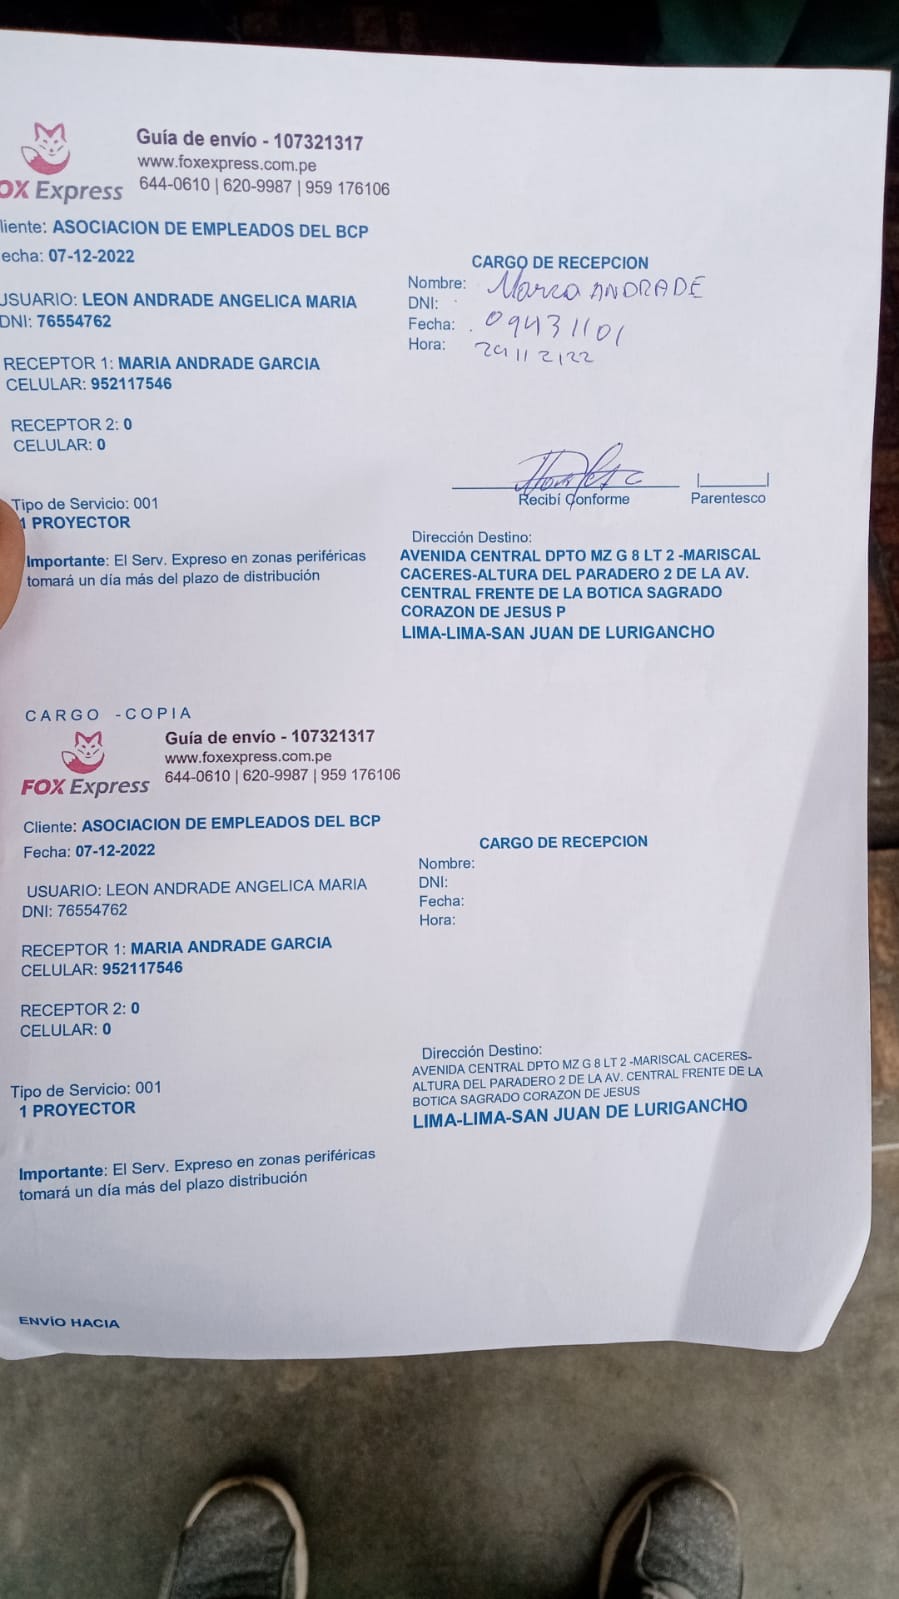 Guía de envío - 107321317
www.foxexpress.com.pe
644-0610 | 620-9987 | 959 176106
OX Express
liente: ASOCIACION DE EMPLEADOS DEL BCP
echa: 07-12-2022
USUARIO: LEON ANDRADE ANGELICA MARIA
DNI: 76554762
RECEPTOR 1: MARIA ANDRADE GARCIA
CELULAR: 952117546
RECEPTOR 2: 0
CELULAR: 0
CARGO DE RECEPCION
Nombre: Marco ANDRADE
DNI:
Fecha: 09431101
Hora:
Recibí Conforme
Parentesco
Tipo de Servicio: 001
1 PROYECTOR
Importante: El Serv. Expreso en zonas periféricas
tomará un día más del plazo de distribución
Dirección Destino:
AVENIDA CENTRAL DPTO MZ G 8 LT 2 -MARISCAL
CACERES-ALTURA DEL PARADERO 2 DE LA AV.
CENTRAL FRENTE DE LA BOTICA SAGRADO
CORAZON DE JESUS P
LIMA-LIMA-SAN JUAN DE LURIGANCHO
CARGO -COPIA
Guía de envío - 107321317
www.foxexpress.com.pe
644-0610 | 620-9987 | 959 176106
FOX Express
Cliente: ASOCIACION DE EMPLEADOS DEL BCP
Fecha: 07-12-2022
USUARIO: LEON ANDRADE ANGELICA MARIA
DNI: 76554762
RECEPTOR 1: MARIA ANDRADE GARCIA
CELULAR: 952117546
RECEPTOR 2: 0
CELULAR: 0
CARGO DE RECEPCION
Nombre:
DNI:
Fecha:
Hora:
Tipo de Servicio: 001
1 PROYECTOR
Importante: El Serv. Expreso en zonas periféricas
tomará un día más del plazo distribución
Dirección Destino:
AVENIDA CENTRAL DPTO MZ G 8 LT 2 -MARISCAL CACERES-
ALTURA DEL PARADERO 2 DE LA AV. CENTRAL FRENTE DE LA
BOTICA SAGRADO CORAZON DE JESUS
LIMA-LIMA-SAN JUAN DE LURIGANCHO
ENVÍO HACIA